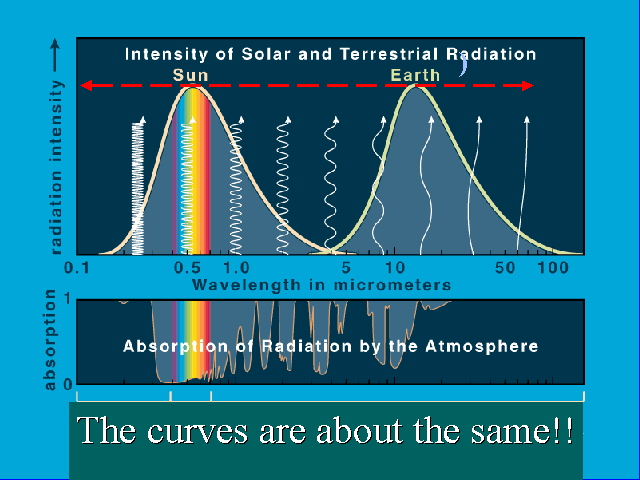 Intensity of Solar and Terrestrial Radiation
Sun
Earth
radiation intensity
0.1 0.5 1.0 5 10 50 100
Wavelength in micrometers
absorption
1
Absorption of Radiation by the Atmosphere
0
The curves are about the same!!